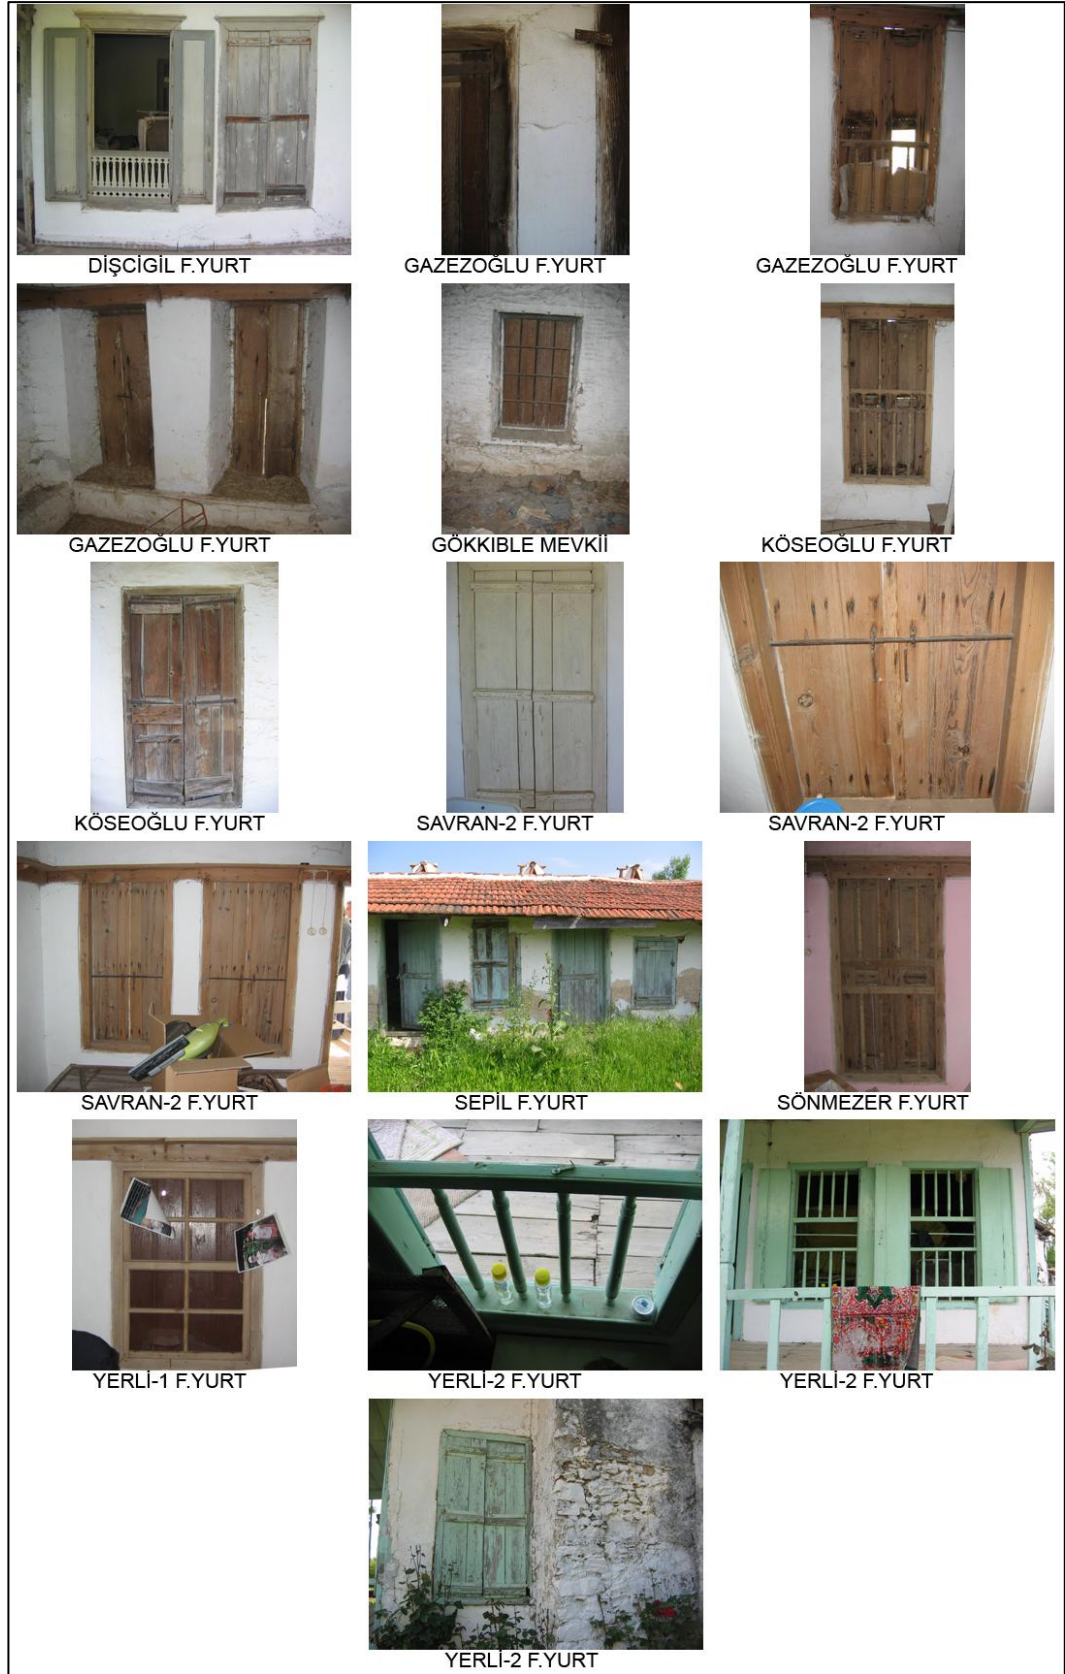 DİŞCİGİL F.YURT
GAZEZOĞLU F.YURT
GAZEZOĞLU F.YURT
GAZEZOĞLU F.YURT
GÖKKIBLE MEVKİİ
KÖSEOĞLU F.YURT
KÖSEOĞLU F.YURT
SAVRAN-2 F.YURT
SAVRAN-2 F.YURT
SAVRAN-2 F.YURT
SEPİL F.YURT
SÖNMEZER F.YURT
YERLİ-1 F.YURT
YERLİ-2 F.YURT
YERLİ-2 F.YURT
YERLİ-2 F.YURT